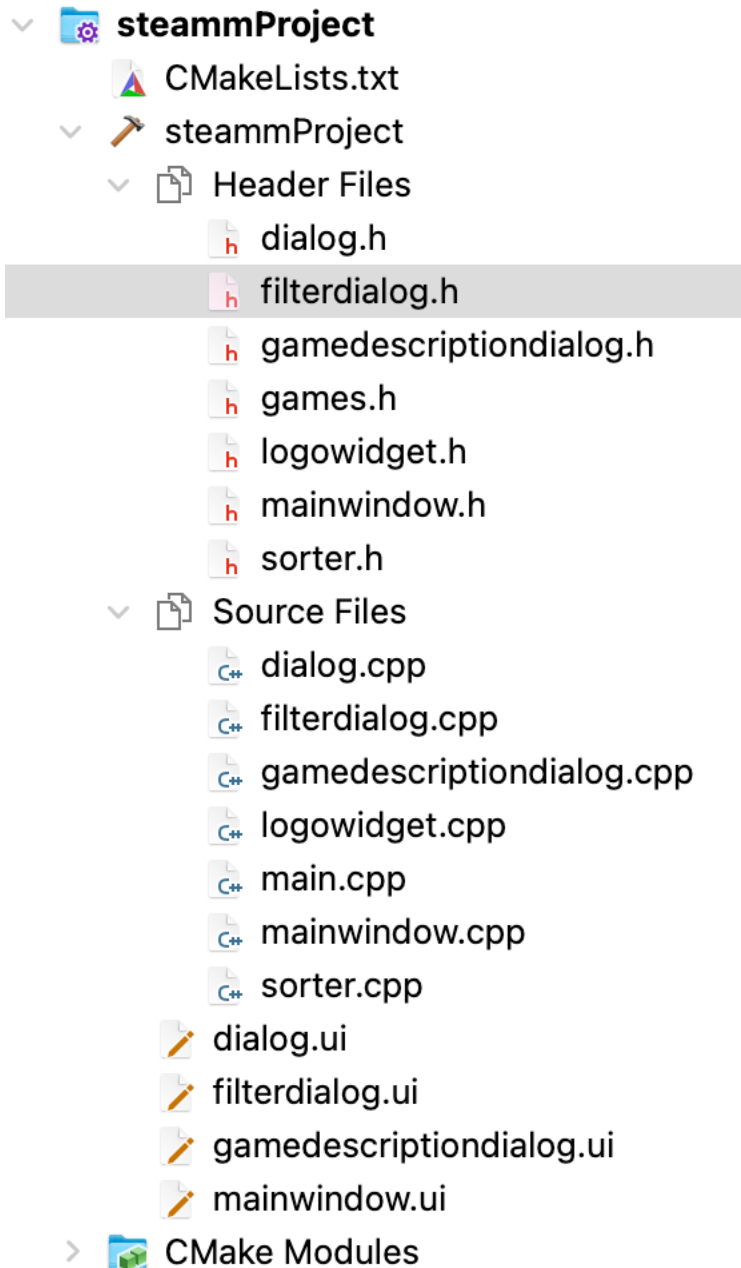 steammProject
CMakeLists.txt
steammProject
Header Files
dialog.h
filterdialog.h
gamedescriptiondialog.h
games.h
logowidget.h
mainwindow.h
sorter.h
Source Files
dialog.cpp
filterdialog.cpp
gamedescriptiondialog.cpp
logowidget.cpp
main.cpp
mainwindow.cpp
sorter.cpp
dialog.ui
filterdialog.ui
gamedescriptiondialog.ui
mainwindow.ui
CMake Modules